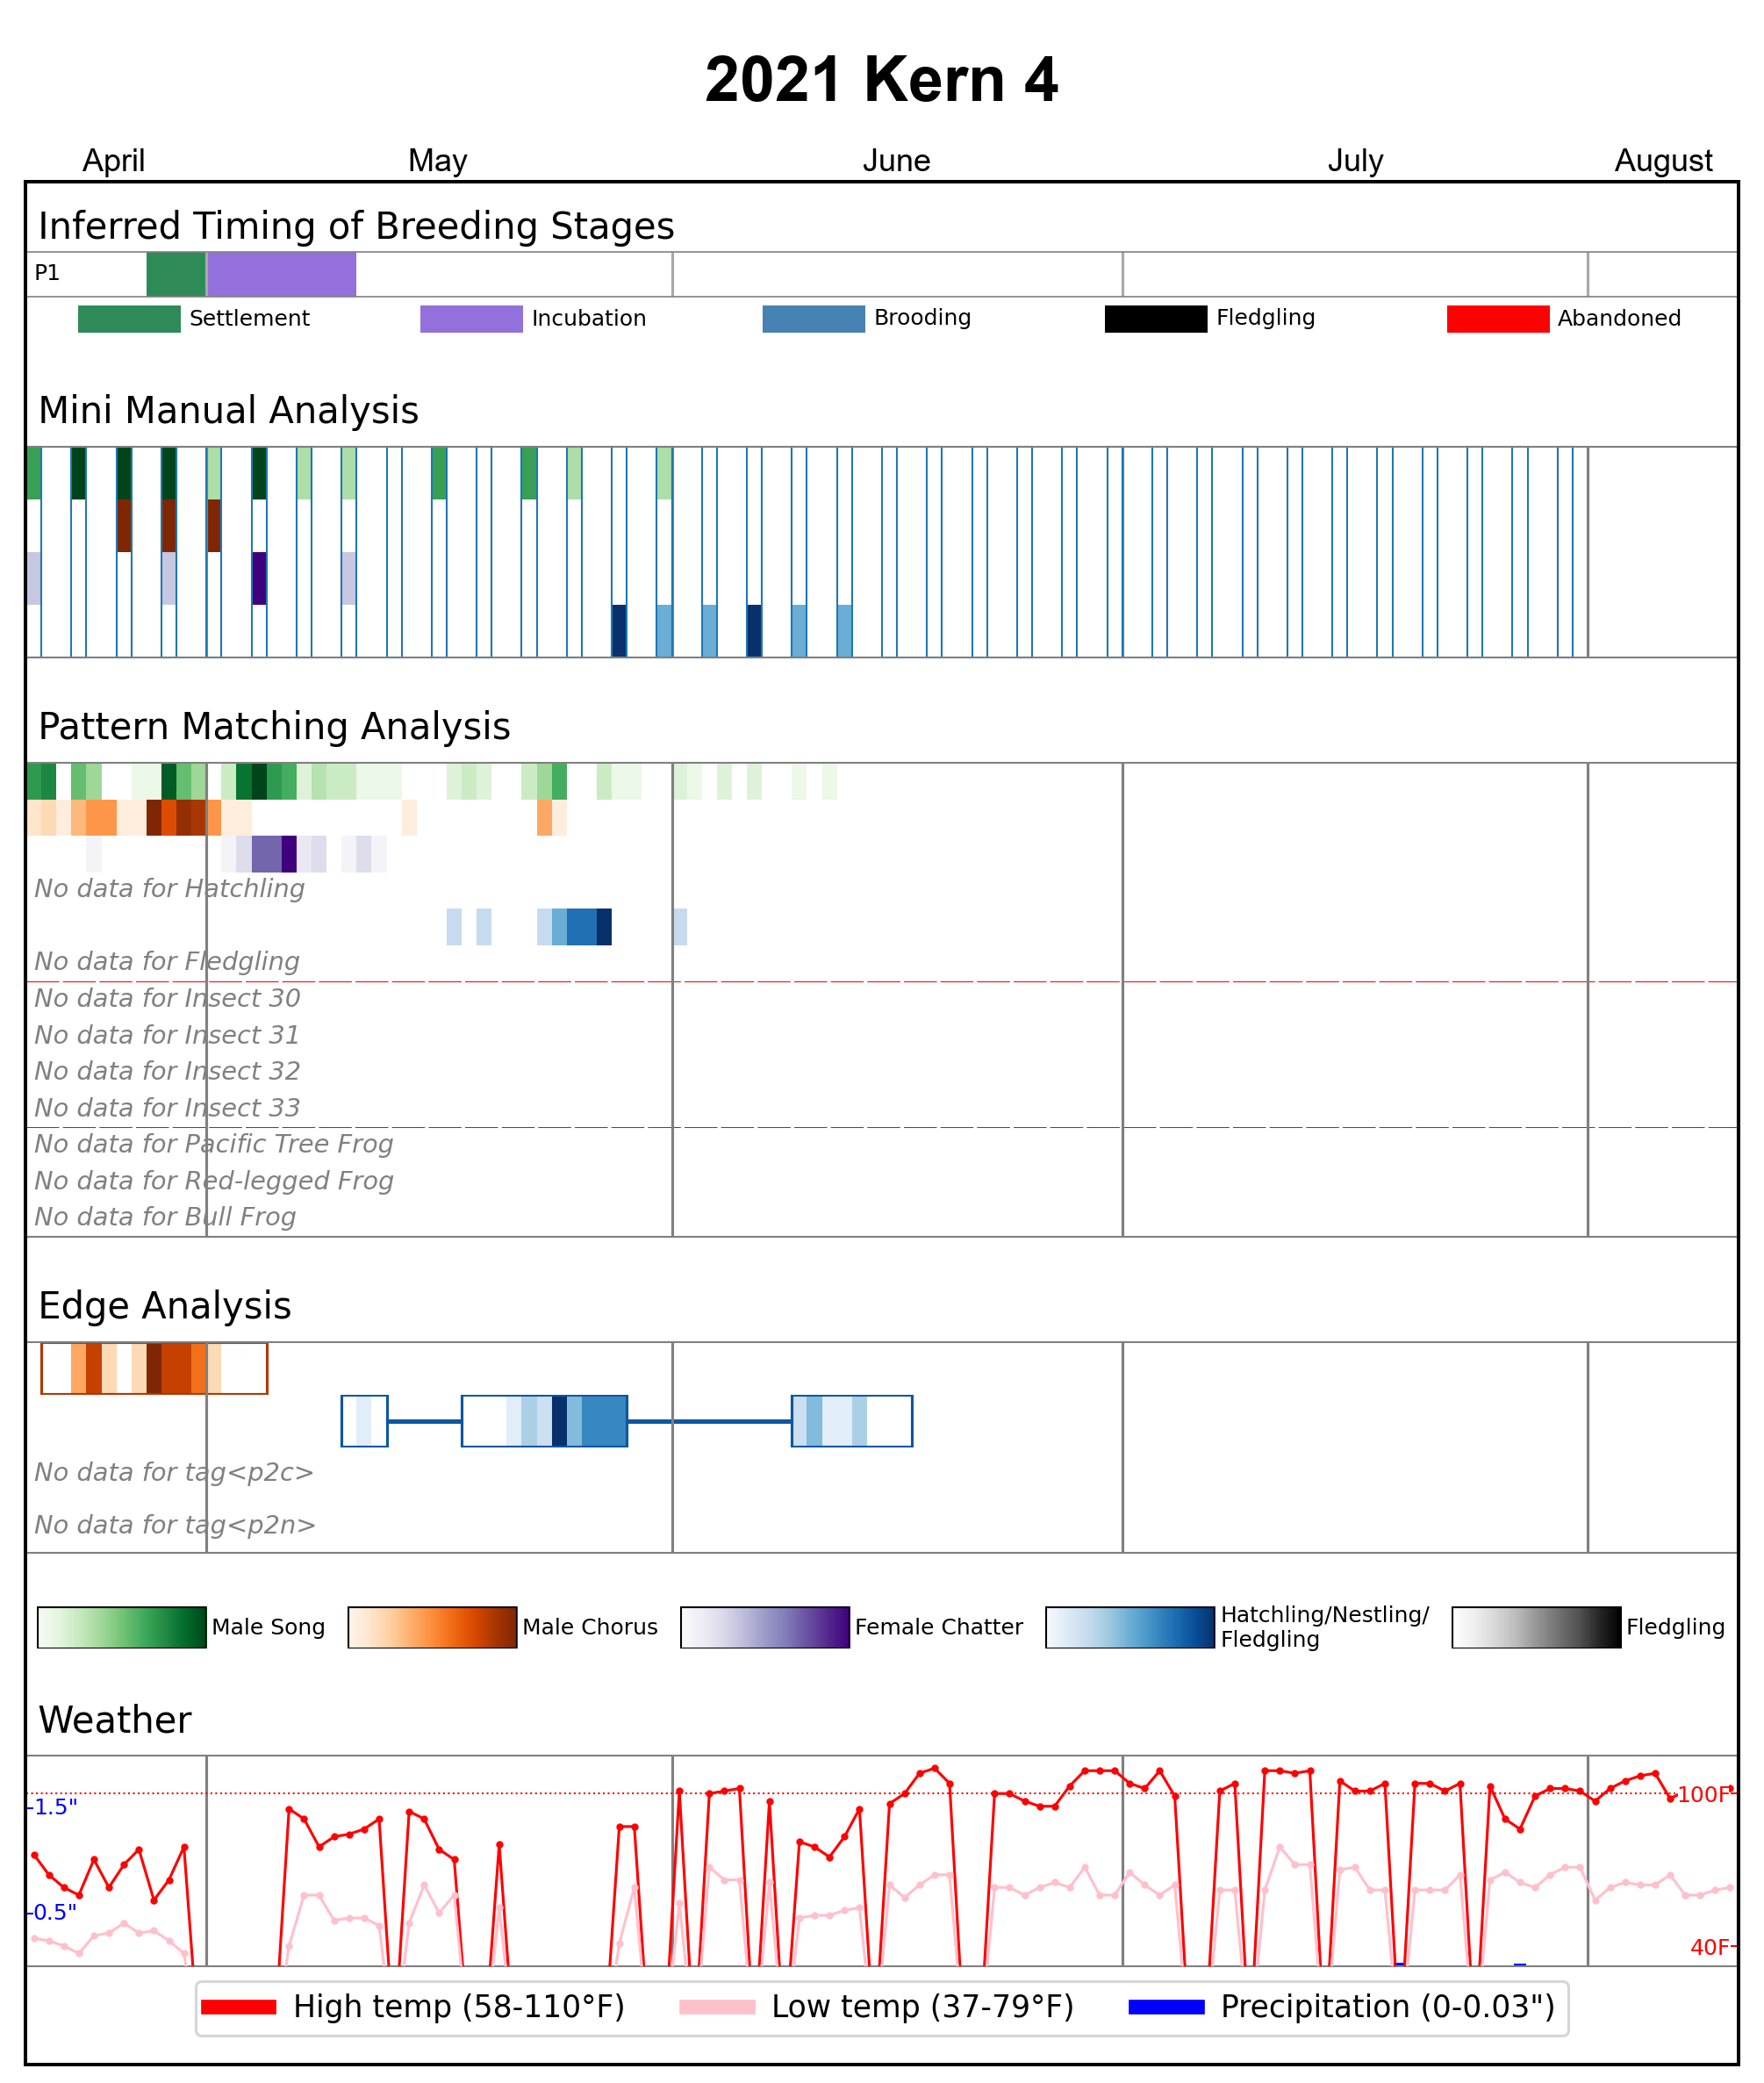 2021 Kern 4
April May June July August
Inferred Timing of Breeding Stages
P1
Settlement Incubation Brooding Fledgling Abandoned
Mini Manual Analysis
Pattern Matching Analysis
No data for Hatchling
No data for Fledgling
No data for Insect 30
No data for Insect 31
No data for Insect 32
No data for Insect 33
No data for Pacific Tree Frog
No data for Red-legged Frog
No data for Bull Frog
Edge Analysis
No data for tag<p2c>
No data for tag<p2n>
Male Song Male Chorus Female Chatter Hatchling/Nestling/
Fledgling Fledgling
Weather
1.5" 100F
0.5"
40F
High temp (58-110°F) Low temp (37-79°F) Precipitation (0-0.03")